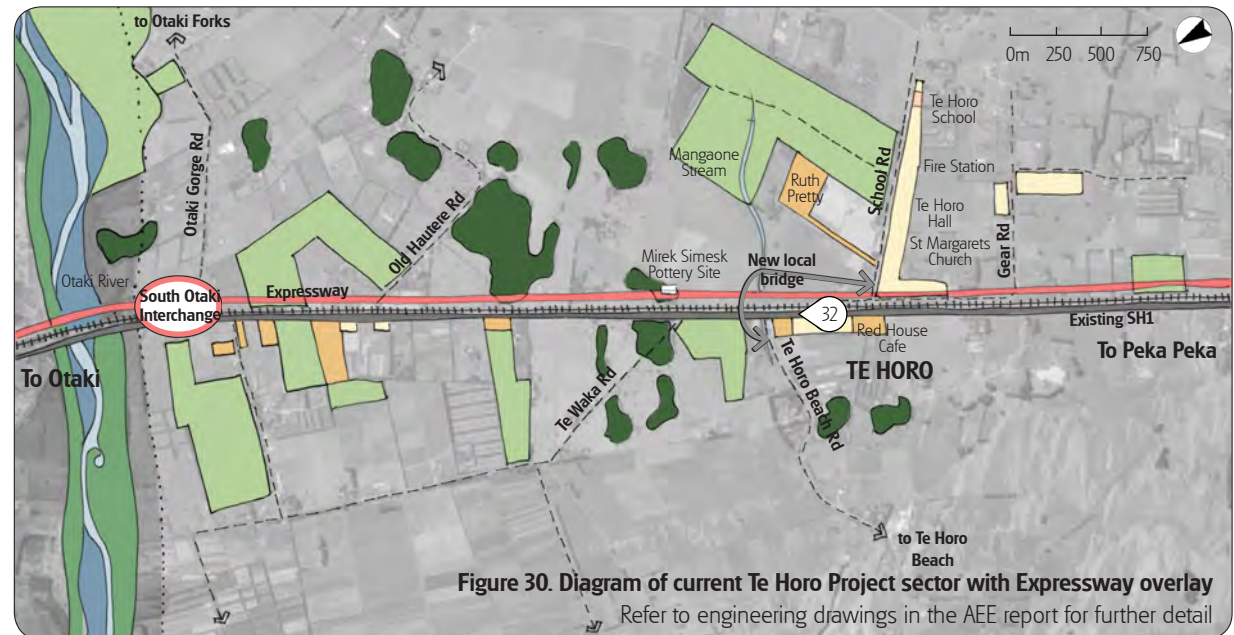 to Otaki Forks
0m 250 500 750
Otaki Gorge Rd
Old Hautere Rd
Mangaone
Stream
Ruth
Pretty
School Rd
Te Horo
School
Fire Station
Te Horo
Hall
St Margarets
Church
Gear Rd
Otaki River
South Otaki
Interchange
Expressway
Mirek Simesk
Pottery Site
New local
bridge
32
Red House
Cafe
Existing SH1
To Otaki
TE HORO
To Peka Peka
Te Waka Rd
Te Horo Beach Rd
to Te Horo
Beach
Figure 30. Diagram of current Te Horo Project sector with Expressway overlay
Refer to engineering drawings in the AEE report for further detail